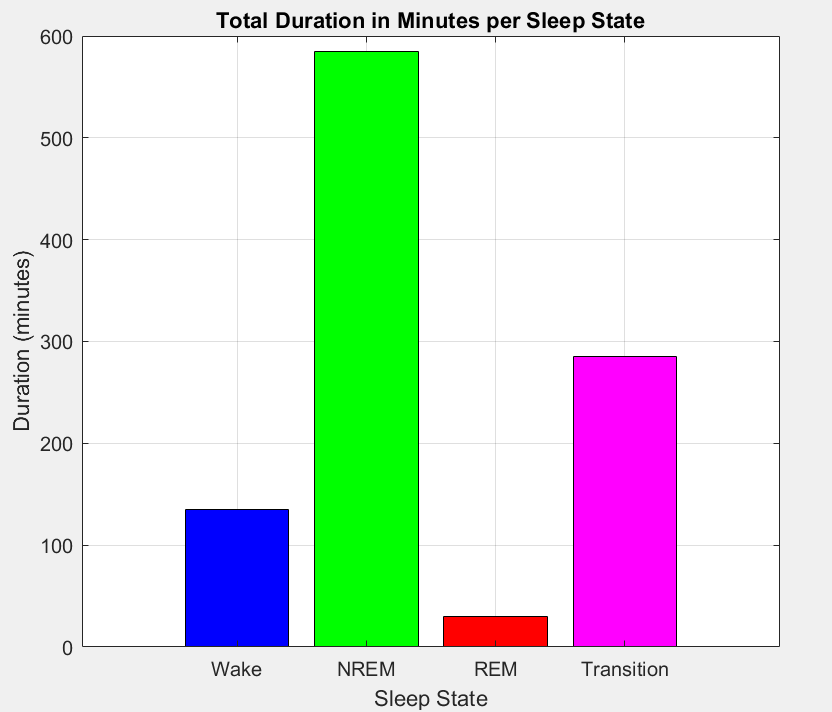 Total Duration in Minutes per Sleep State
600
500
400
300
200
100
0
Duration (minutes)
Wake NREM REM Transition
Sleep State